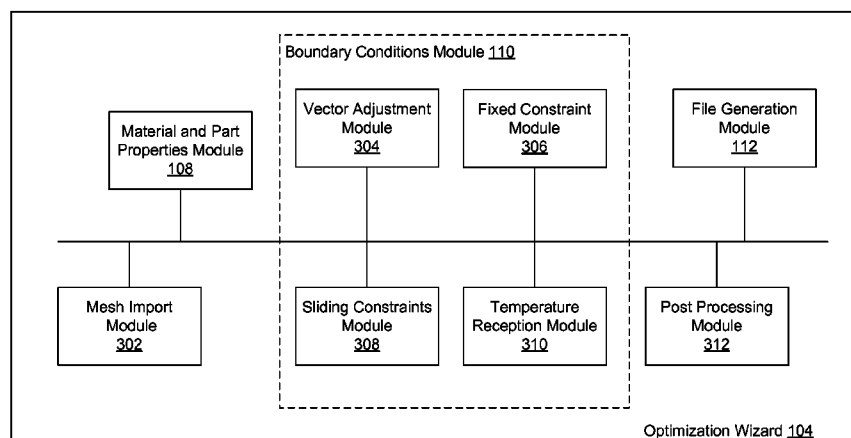 Boundary Conditions Module 110
Material and Part
Properties Module
108
Vector Adjustment
Module
304
Fixed Constraint
Module
306
File Generation
Module
112
Mesh Import
Module
302
Sliding Constraints
Module
308
Temperature
Reception Module
310
Post Processing
Module
312
Optimization Wizard 104